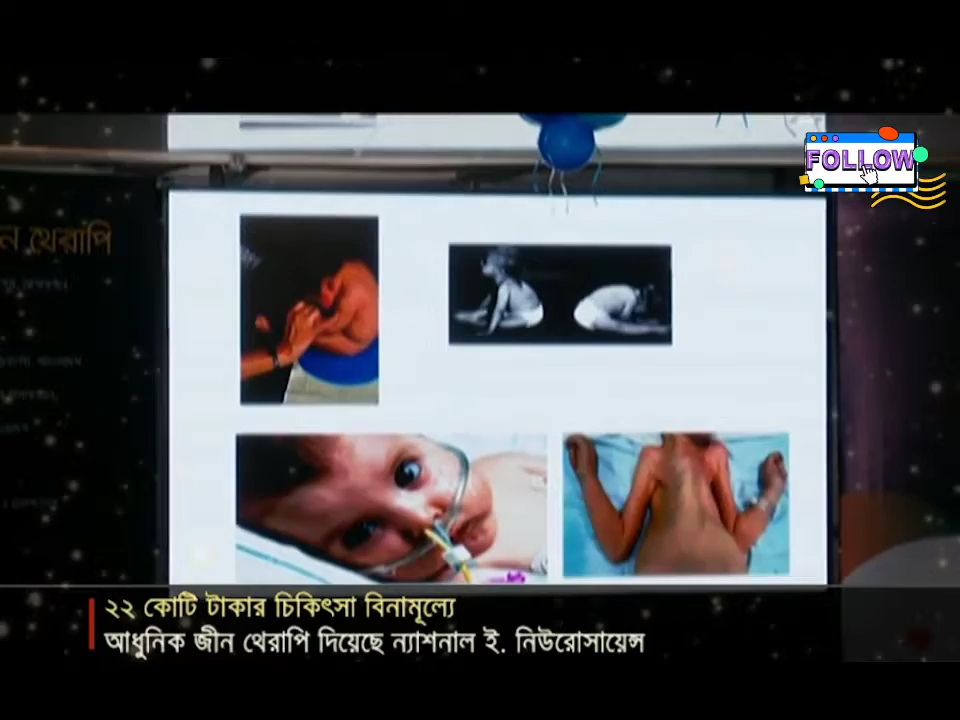 FOLLOW
ন থেরাপি
২২ কোটি টাকার চিকিৎসা বিনামূল্যে
আধুনিক জীন থেরাপি দিয়েছে ন্যাশনাল ই. নিউরোসায়েন্স